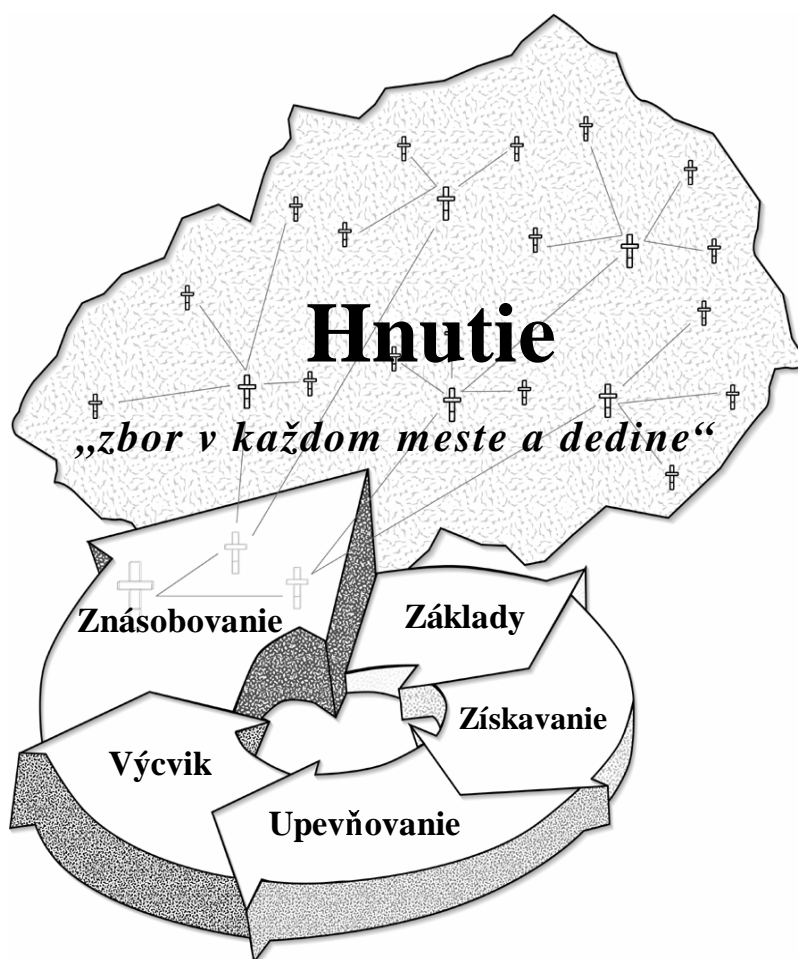 Hnutie
„zbor v každom meste a dedine“
Znásobovanie
Základy
Získavanie
Výcvik
Upevňovanie